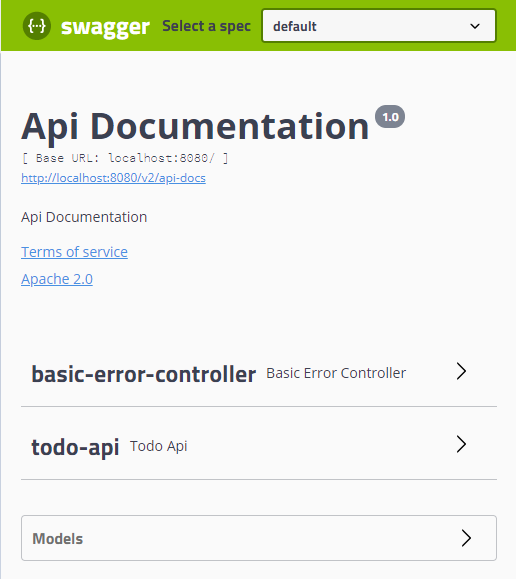 {···} swagger Select a spec default
Api Documentation 1.0
[ Base URL: localhost:8080/ ]
http://localhost:8080/v2/api-docs
Api Documentation
Terms of service
Apache 2.0
basic-error-controller Basic Error Controller
todo-api Todo Api
Models